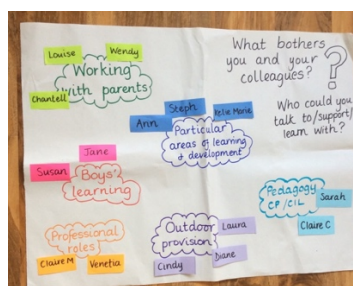 Louise
Wendy
Working
with parents
Chantell
What bothers
you and your
colleagues?
?
Who could you
talk to/support/
learn with?
Steph
Ann
Kelie Marie
Particular
areas of learning
& development
Jane
Susan
Boys'
learning
Pedagogy
CP/CiL
Sarah
Claire C
Professional
roles
Claire M
Venetia
Outdoor
provision
Laura
Diane
Cindy